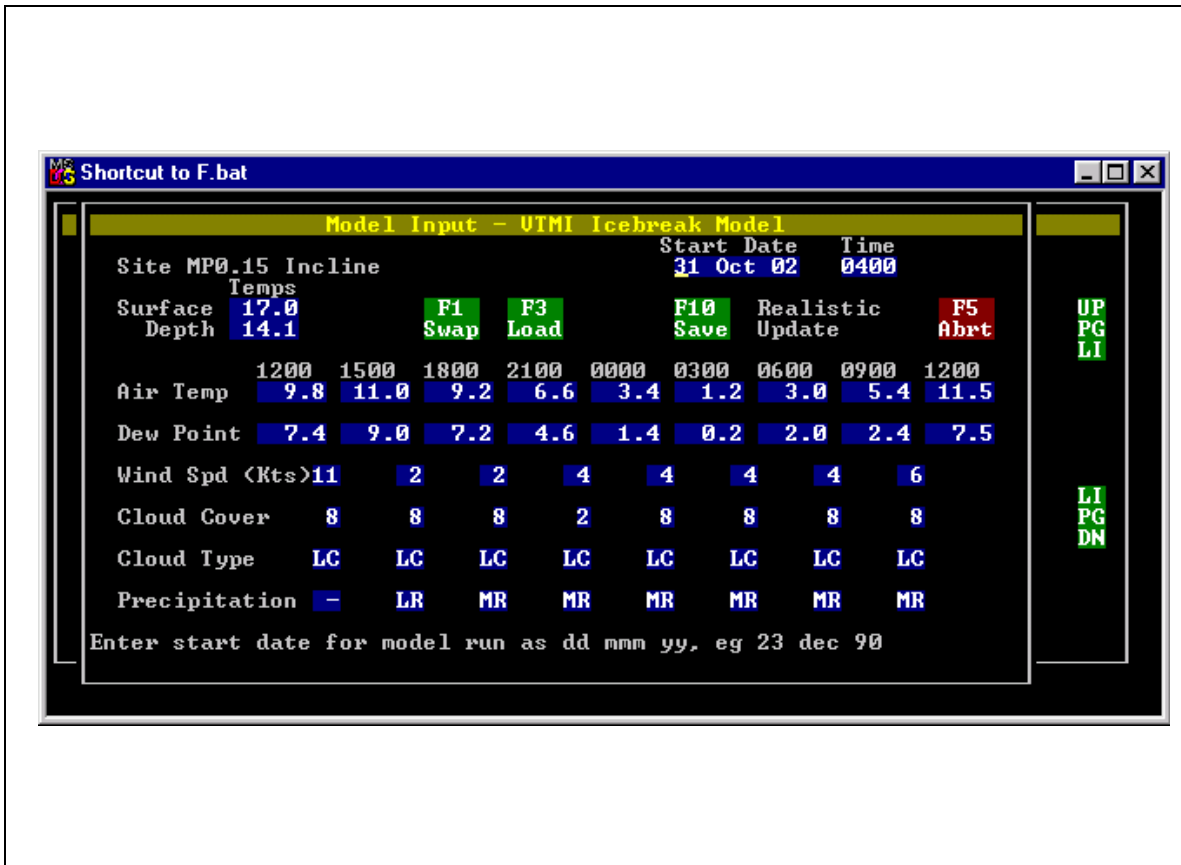 Shortcut to F.bat
Model Input - VTMI Icebreak Model
Start Date Time
Site MP0.15 Incline 31 Oct 02 0400
Temps
Surface 17.0 F1 F3 F10 Realistic F5 UP
Depth 14.1 Swap Load Save Update Abrt PG
LI
1200 1500 1800 2100 0000 0300 0600 0900 1200
Air Temp 9.8 11.0 9.2 6.6 3.4 1.2 3.0 5.4 11.5
Dew Point 7.4 9.0 7.2 4.6 1.4 0.2 2.0 2.4 7.5
Wind Spd (Kts)11 2 2 4 4 4 4 6
LI
Cloud Cover 8 8 8 2 8 8 8 8 PG
DN
Cloud Type LC LC LC LC LC LC LC LC
Precipitation - LR MR MR MR MR MR MR
Enter start date for model run as dd mmm yy, eg 23 dec 90